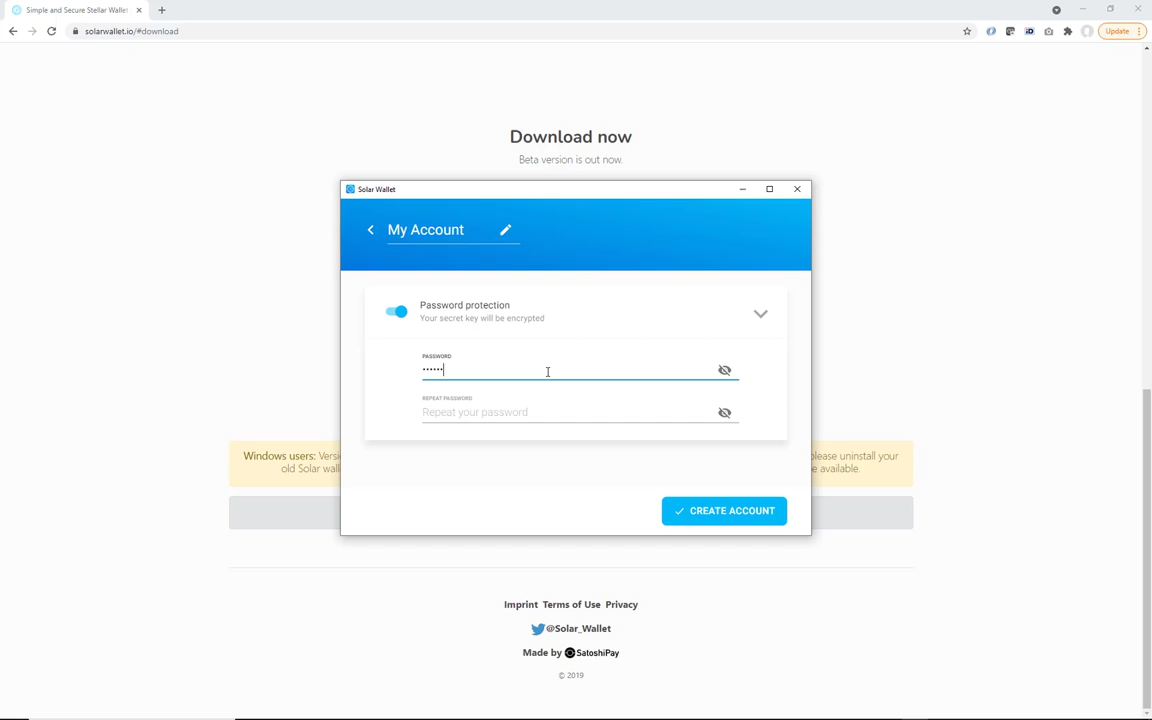 Simple and Secure Stellar Wallet
solarwallet.io/#download
Update
Download now
Beta version is out now.
Solar Wallet
My Account
Password protection
Your secret key will be encrypted
PASSWORD
••••••
REPEAT PASSWORD
Repeat your password
Windows users: Versi
please uninstall your
old Solar wall
e available.
CREATE ACCOUNT
Imprint Terms of Use Privacy
@Solar_Wallet
Made by SatoshiPay
© 2019